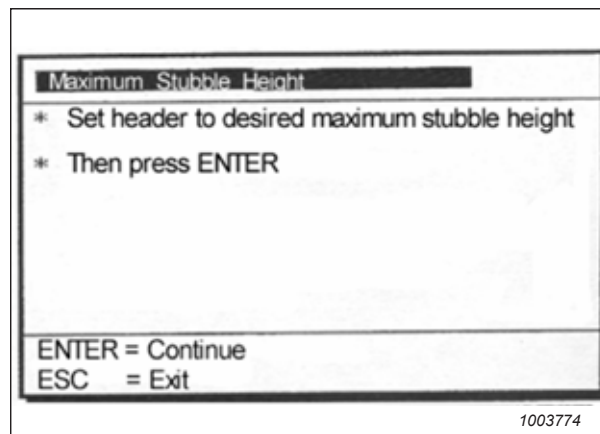 Maximum Stubble Height
* Set header to desired maximum stubble height
* Then press ENTER
ENTER = Continue
ESC = Exit
1003774